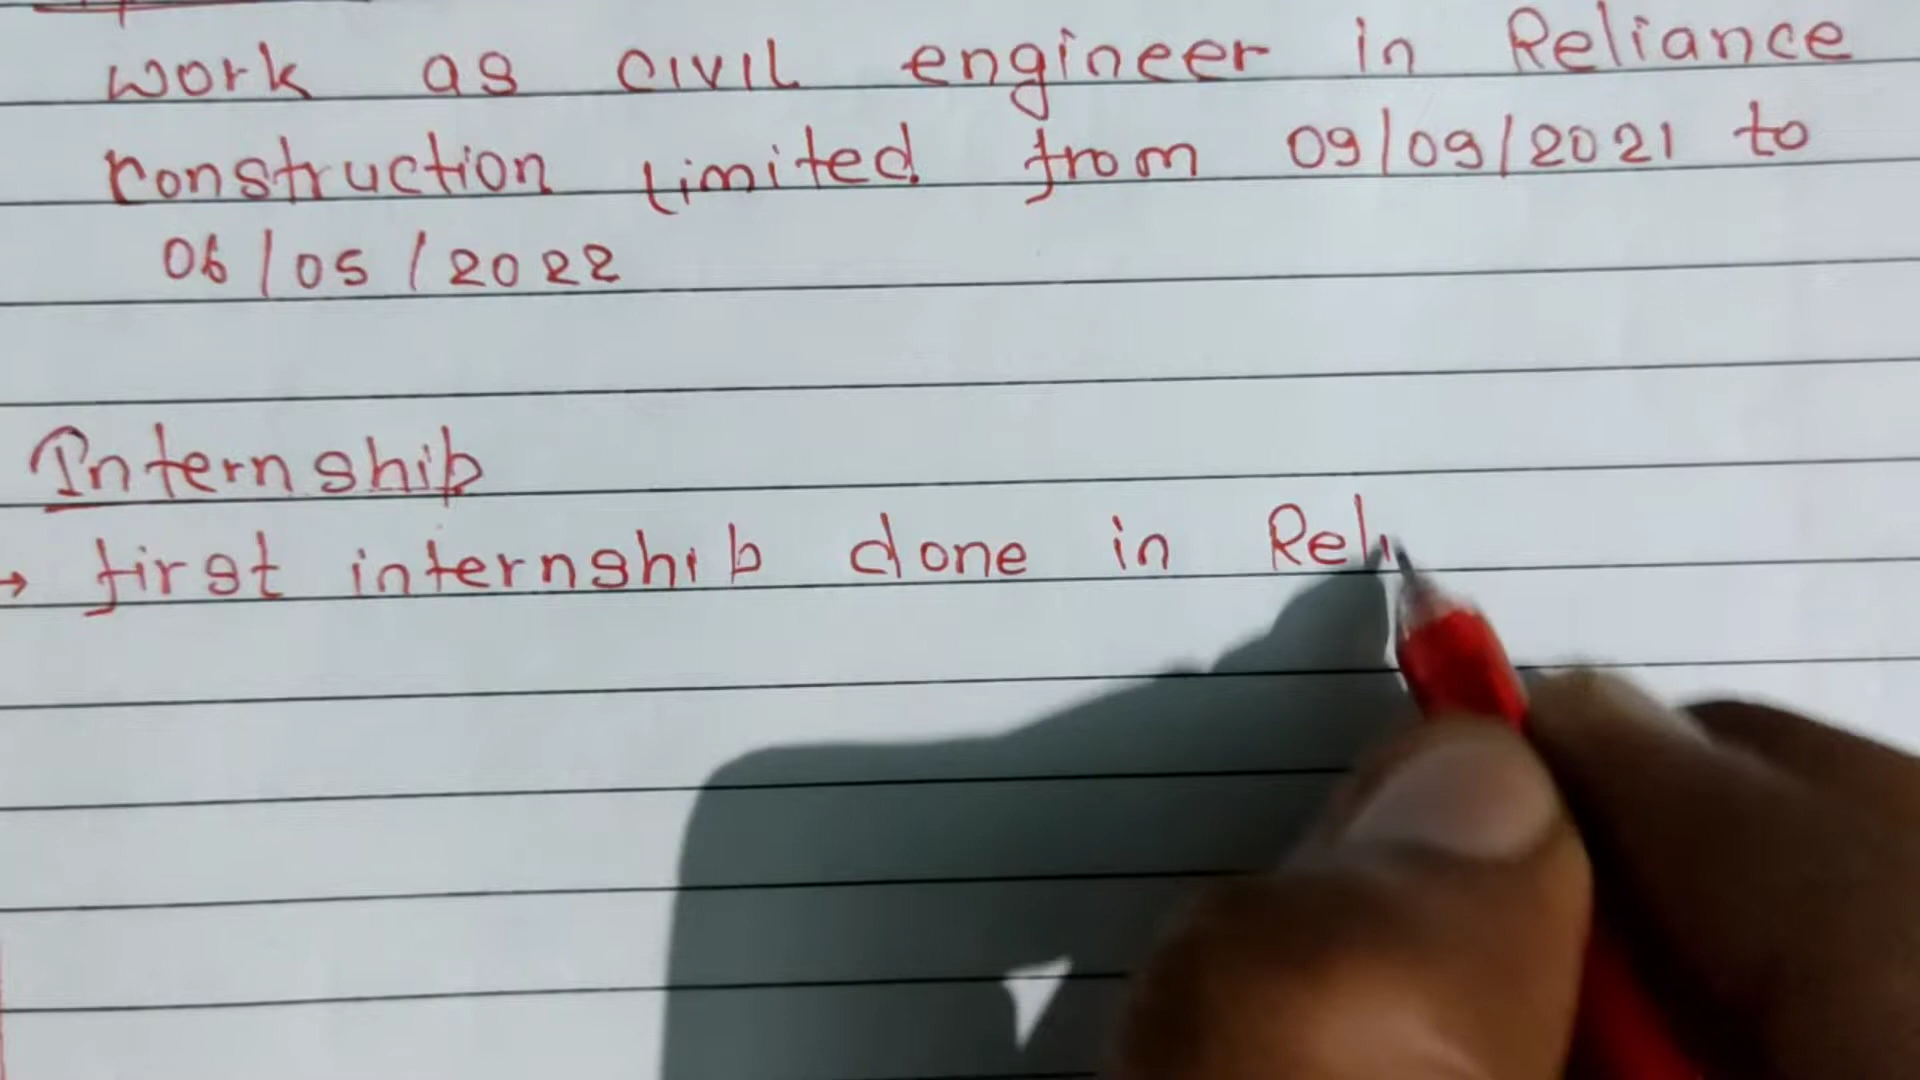 work as civil engineer in Reliance
construction Limited from 09/09/2021 to
06/05/2022
Internship
→ first internship done in Reli